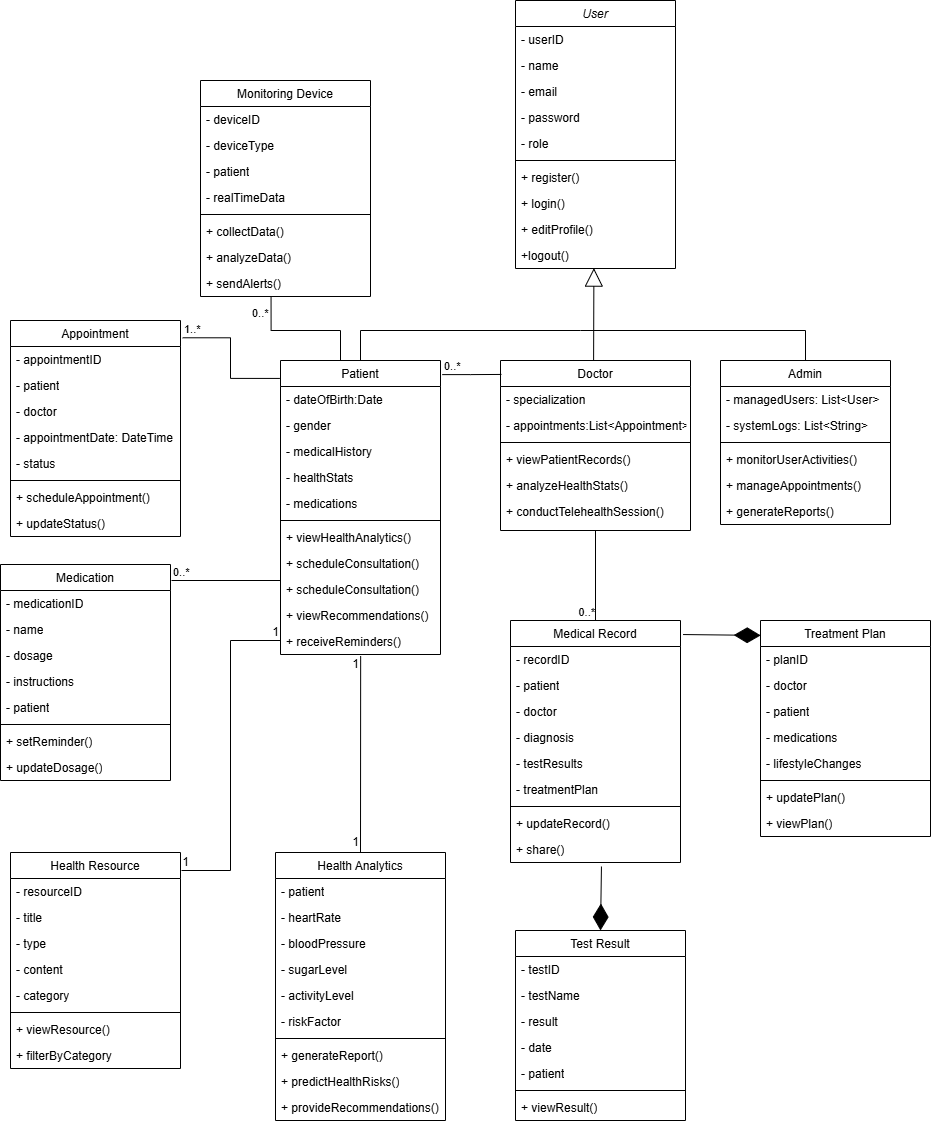 User
- userID
- name
- email
- password
- role
+ register()
+ login()
+ editProfile()
+logout()
Monitoring Device
- deviceID
- deviceType
- patient
- realTimeData
+ collectData()
+ analyzeData()
+ sendAlerts()
0..*
Appointment
- appointmentID
- patient
- doctor
- appointmentDate: DateTime
- status
+ scheduleAppointment()
+ updateStatus()
1..*
Patient
- dateOfBirth:Date
- gender
- medicalHistory
- healthStats
- medications
+ viewHealthAnalytics()
+ scheduleConsultation()
+ scheduleConsultation()
+ viewRecommendations()
+ receiveReminders()
0..*
Doctor
- specialization
- appointments:List<Appointment>
+ viewPatientRecords()
+ analyzeHealthStats()
+ conductTelehealthSession()
Admin
- managedUsers: List<User>
- systemLogs: List<String>
+ monitorUserActivities()
+ manageAppointments()
+ generateReports()
Medication
- medicationID
- name
- dosage
- instructions
- patient
+ setReminder()
+ updateDosage()
0..*
1
1
0..*
Medical Record
- recordID
- patient
- doctor
- diagnosis
- testResults
- treatmentPlan
+ updateRecord()
+ share()
Treatment Plan
- planID
- doctor
- patient
- medications
- lifestyleChanges
+ updatePlan()
+ viewPlan()
Health Resource
- resourceID
- title
- type
- content
- category
+ viewResource()
+ filterByCategory
1
1
Health Analytics
- patient
- heartRate
- bloodPressure
- sugarLevel
- activityLevel
- riskFactor
+ generateReport()
+ predictHealthRisks()
+ provideRecommendations()
Test Result
- testID
- testName
- result
- date
- patient
+ viewResult()